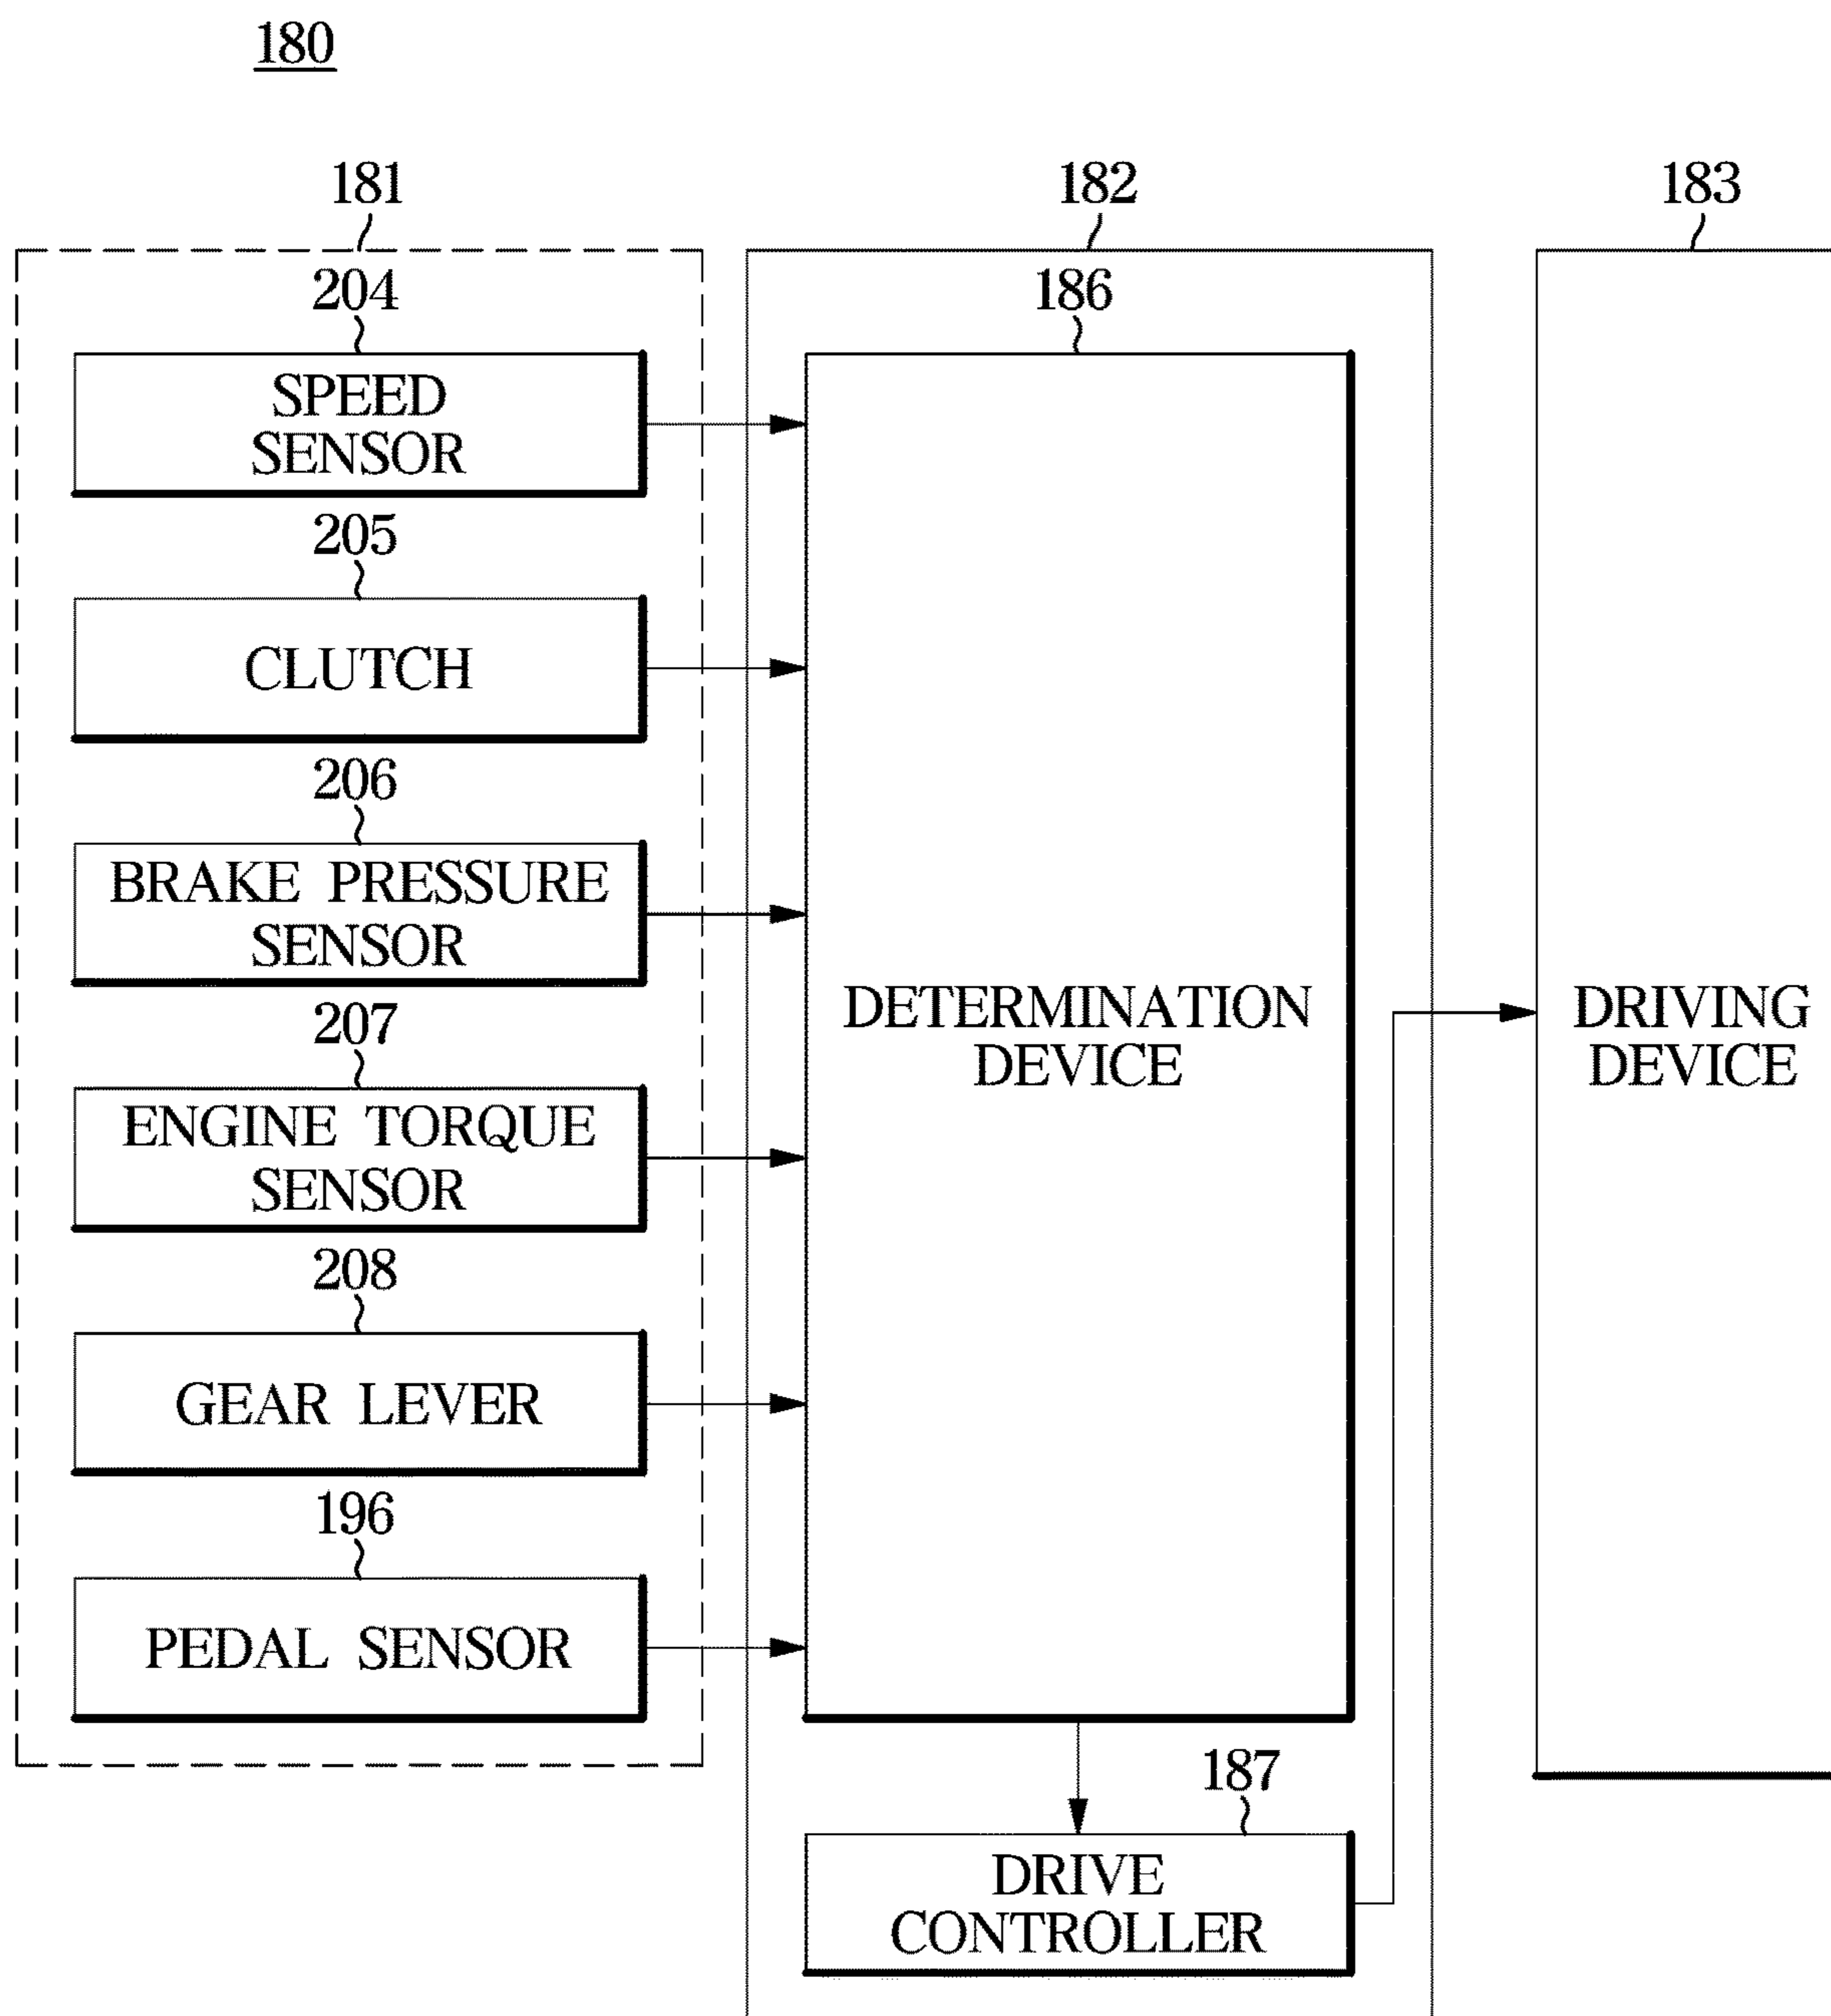 180
181
182
183
204
SPEED
SENSOR
205
CLUTCH
206
BRAKE PRESSURE
SENSOR
207
ENGINE TORQUE
SENSOR
208
GEAR LEVER
196
PEDAL SENSOR
186
DETERMINATION
DEVICE
187
DRIVE
CONTROLLER
DRIVING
DEVICE